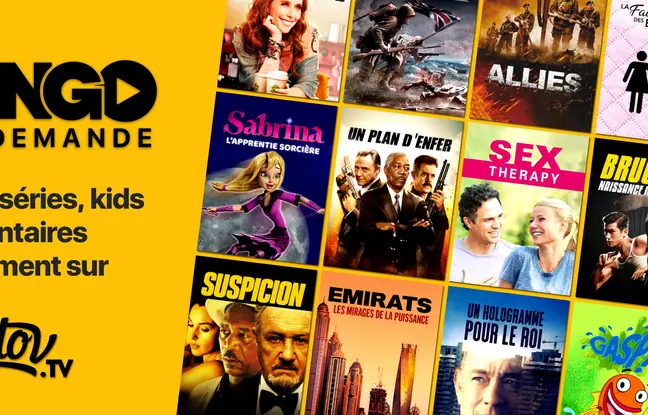 NGO
DEMANDE
séries, kids
ntaires
ment sur
tov
.TV
LA
ALLIES
Sabrina
L'APPRENTIE SORCIÈRE
UN PLAN D'ENFER
SEX
THERAPY
BRU
NAISSANCE
SUSPICION
EMIRATS
LES MIRAGES DE LA PUISSANCE
UN HOLOGRAMME
POUR LE ROI
GASP